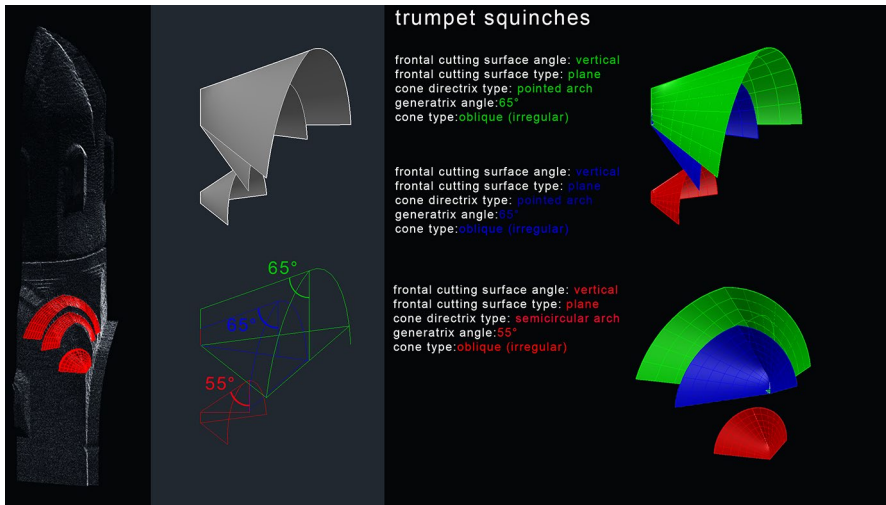 trumpet squinches
frontal cutting surface angle: vertical
frontal cutting surface type: plane
cone directrix type: pointed arch
generatrix angle:65°
cone type:oblique (irregular)
frontal cutting surface angle: vertical
frontal cutting surface type: plane
cone directrix type: pointed arch
generatrix angle:65°
cone type:oblique (irregular)
65°
65°
55°
frontal cutting surface angle: vertical
frontal cutting surface type: plane
cone directrix type: semicircular arch
generatrix angle:55°
cone type:oblique (irregular)